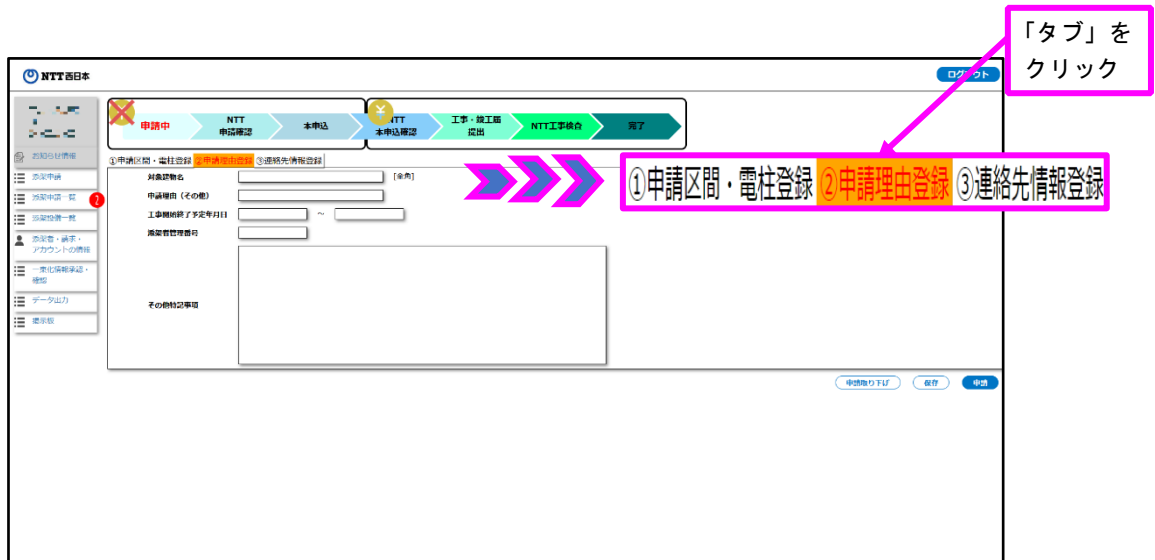 「タブ」を
クリック
NTT西日本
ログアウト
申請中
NTT
申請確認
本申込
NTT
本申込確認
工事・竣工届
提出
NTT工事検査
完了
お知らせ情報
添架申請
添架申請一覧
2
添架設備一覧
添架者・請求・
アカウントの情報
一束化情報承認・
確認
データ出力
掲示板
①申請区間・電柱登録 ②申請理由登録 ③連絡先情報登録
対象建物名 [全角]
申請理由（その他）
工事開始終了予定年月日 ～
添架者管理番号
その他特記事項
①申請区間・電柱登録 ②申請理由登録 ③連絡先情報登録
申請取り下げ 保存 申請